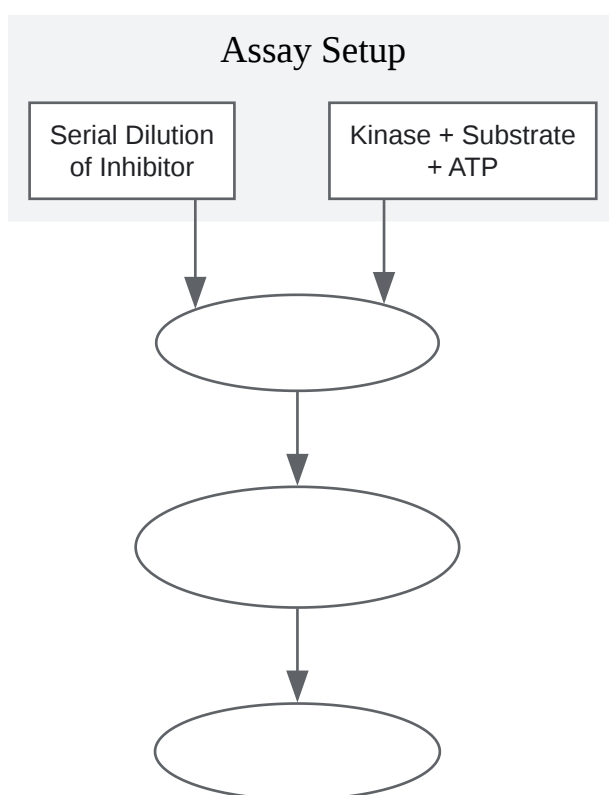 Assay Setup
Serial Dilution
of Inhibitor
Kinase + Substrate
+ ATP